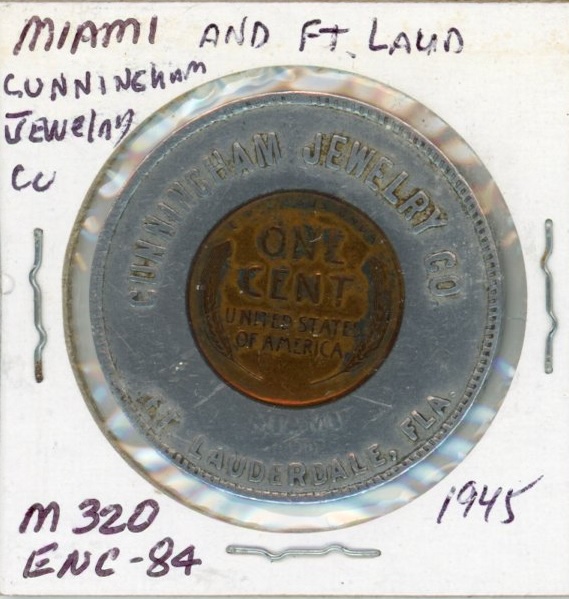 MIAMI AND FT. LAUD
CUNNINGHAM
JEWelRY
CO
CUNNINGHAM JEWELRY CO.
ONE
CENT
UNITED STATES
OF AMERICA
MIAMI
FT. LAUDERDALE, FLA.
M 320
ENC-84
1945